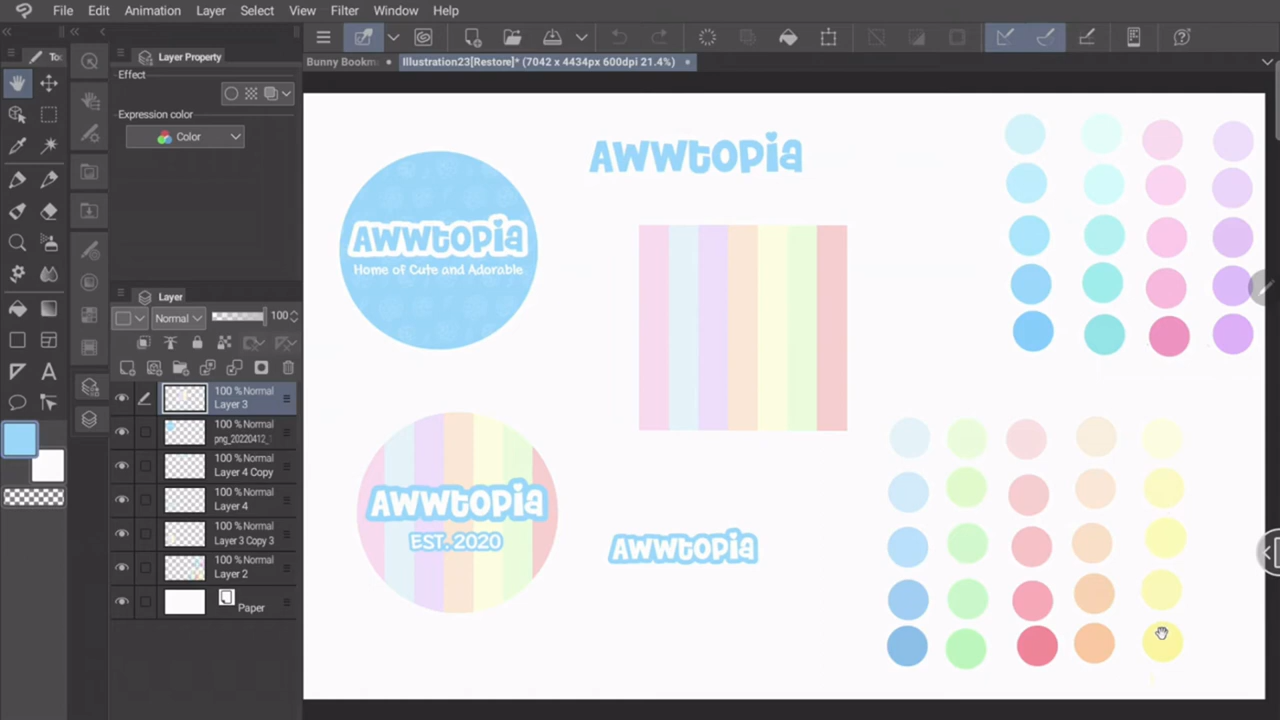 File Edit Animation Layer Select View Filter Window Help
Bunny Bookm
Illustration23[Restore]* (7042 x 4434px 600dpi 21.4%)
Layer Property
Effect
Expression color
Color
Layer
Normal 100
100 % Normal
Layer 3
100 % Normal
png_20220412_
100 % Normal
Layer 4 Copy
100 % Normal
Layer 4
100 % Normal
Layer 3 Copy 3
100 % Normal
Layer 2
Paper
AWWtopia
AWWtopia
Home of Cute and Adorable
AWWtopia
EST. 2020
AWWtopia